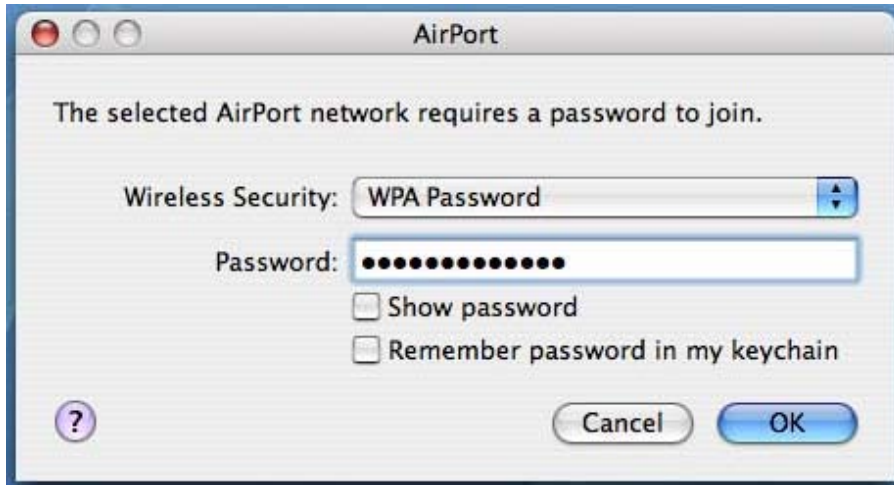 AirPort
The selected AirPort network requires a password to join.
Wireless Security: WPA Password
Password: •••••••••••••
Show password
Remember password in my keychain
? Cancel OK